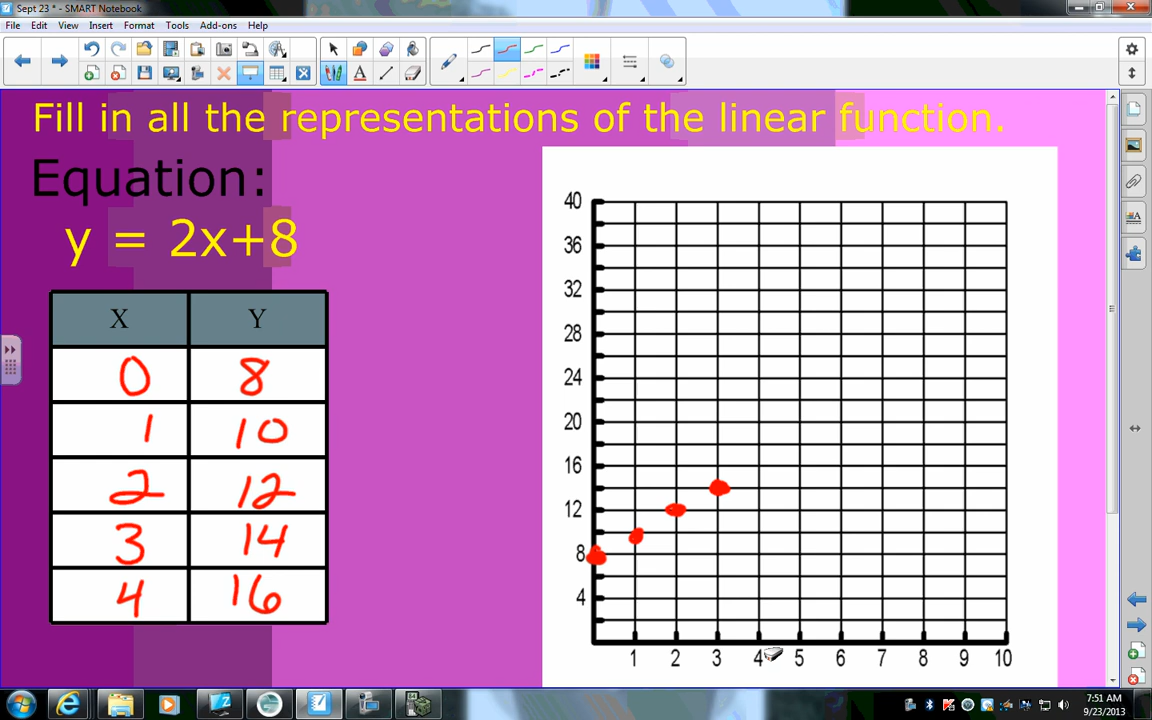 Sept 23 * - SMART Notebook
File Edit View Insert Format Tools Add-ons Help
Fill in all the representations of the linear function.
Equation:
y = 2x+8
X Y
0 8
1 10
2 12
3 14
4 16
40
36
32
28
24
20
16
12
8
4
1 2 3 4 5 6 7 8 9 10
7:51 AM
9/23/2013